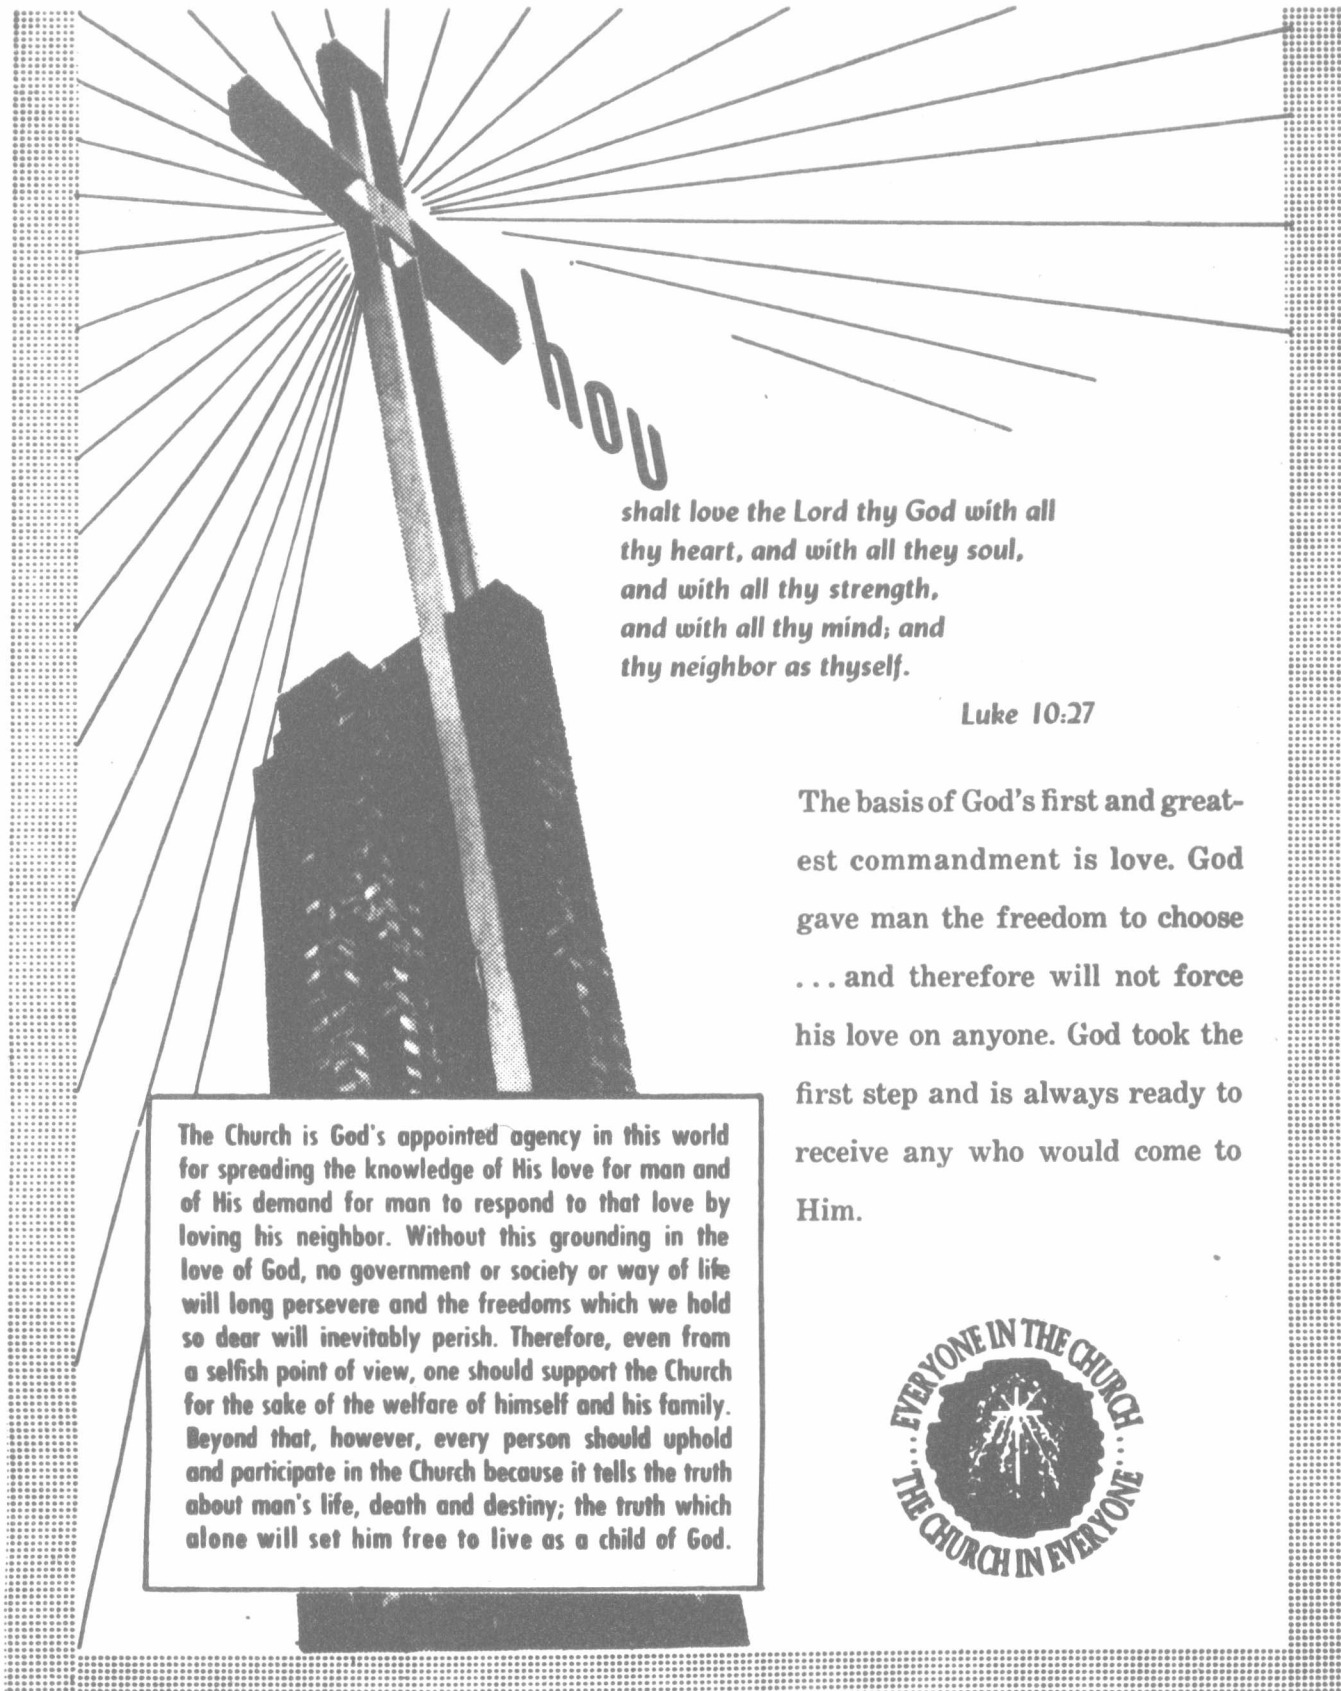 hou
shalt love the Lord thy God with all
thy heart, and with all they soul,
and with all thy strength,
and with all thy mind; and
thy neighbor as thyself.
Luke 10:27
The basis of God's first and great-
est commandment is love. God
gave man the freedom to choose
... and therefore will not force
his love on anyone. God took the
first step and is always ready to
receive any who would come to
Him.
The Church is God's appointed agency in this world
for spreading the knowledge of His love for man and
of His demand for man to respond to that love by
loving his neighbor. Without this grounding in the
love of God, no government or society or way of life
will long persevere and the freedoms which we hold
so dear will inevitably perish. Therefore, even from
a selfish point of view, one should support the Church
for the sake of the welfare of himself and his family.
Beyond that, however, every person should uphold
and participate in the Church because it tells the truth
about man's life, death and destiny; the truth which
alone will set him free to live as a child of God.
EVERYONE IN THE CHURCH
... THE CHURCH IN EVERYONE ...